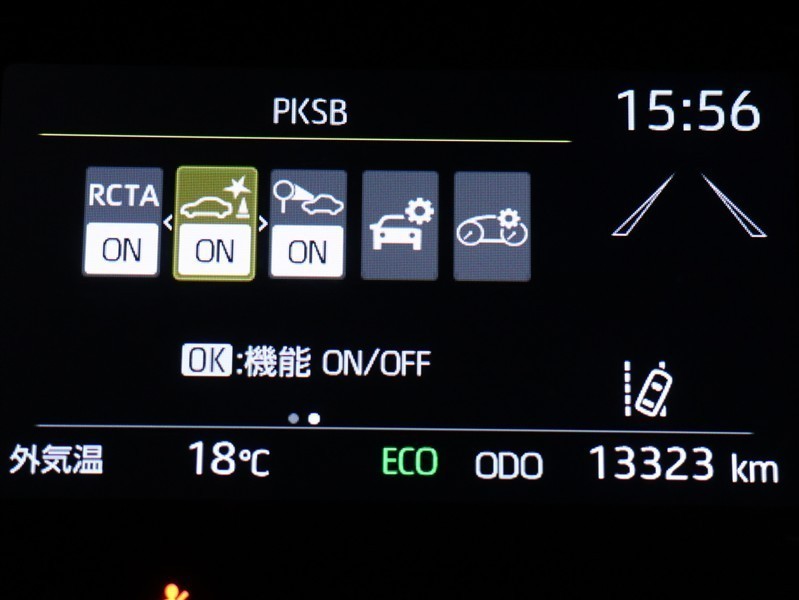 PKSB
15:56
RCTA
ON
ON
ON
OK:機能 ON/OFF
外気温 18℃ ECO ODO 13323 km